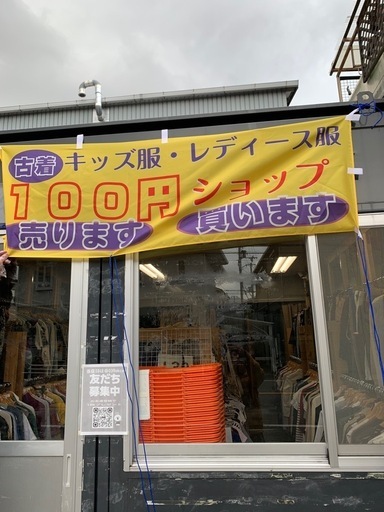 古着 キッズ服・レディース服
100円ショップ
売ります 買います
友だち
募集中